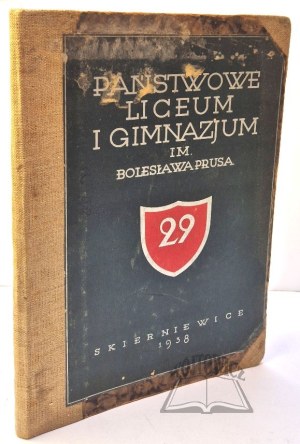 PAŃSTWOWE
LICEUM
I GIMNAZJUM
IM.
BOLESŁAWA PRUSA
29
SKIERNIEWICE
1938